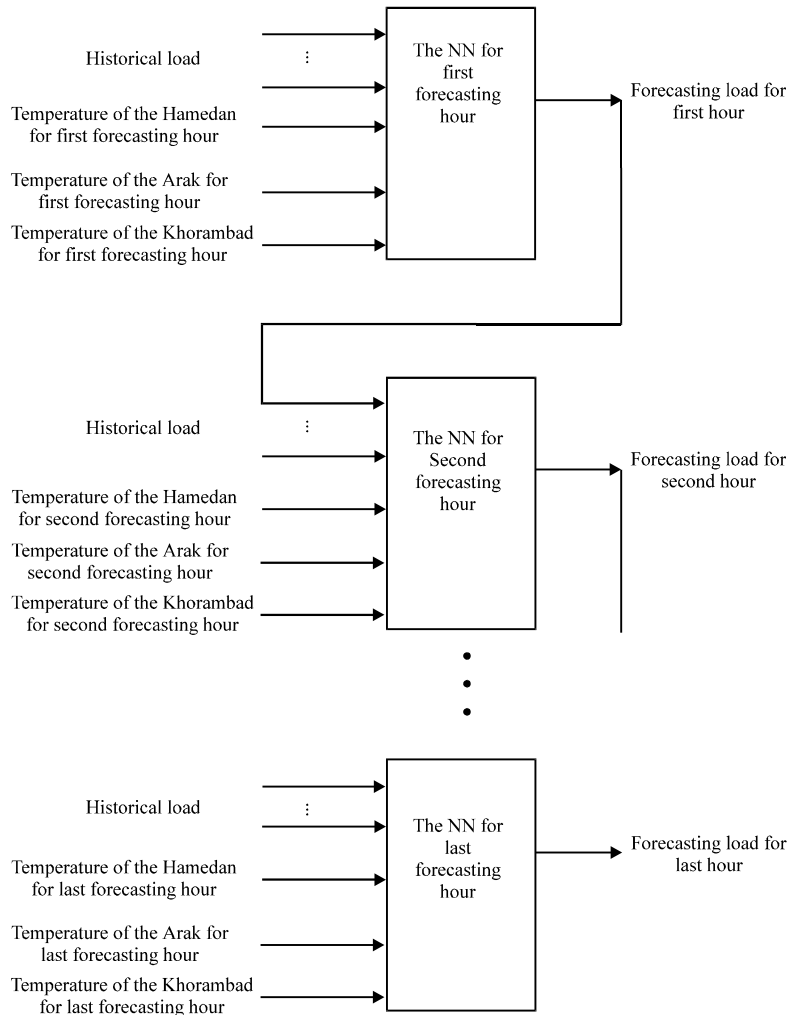 Historical load
Temperature of the Hamedan
for first forecasting hour
Temperature of the Arak for
first forecasting hour
Temperature of the Khorambad
for first forecasting hour
The NN for
first
forecasting
hour
Forecasting load for
first hour
Historical load
Temperature of the Hamedan
for second forecasting hour
Temperature of the Arak for
second forecasting hour
Temperature of the Khorambad
for second forecasting hour
The NN for
Second
forecasting
hour
Forecasting load for
second hour
Historical load
Temperature of the Hamedan
for last forecasting hour
Temperature of the Arak for
last forecasting hour
Temperature of the Khorambad
for last forecasting hour
The NN for
last
forecasting
hour
Forecasting load for
last hour